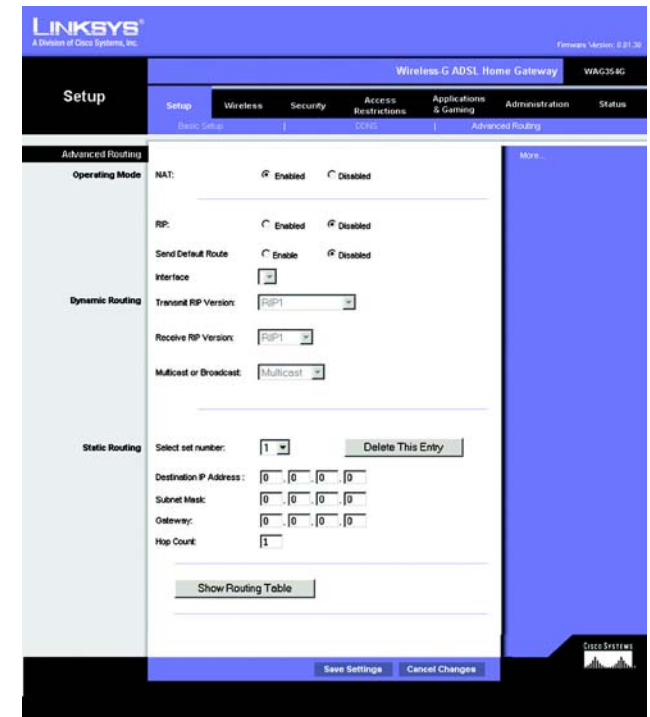 LINKSYS®
A Division of Cisco Systems, Inc.
Firmware Version: 0.01.30
Wireless-G ADSL Home Gateway WAG354G
Setup
Setup Wireless Security Access Restrictions Applications & Gaming Administration Status
Basic Setup | DDNS | Advanced Routing
Advanced Routing
More...
Operating Mode NAT: Enabled Disabled
RIP: Enabled Disabled
Send Default Route Enable Disabled
Interface
Dynamic Routing Transmit RIP Version: RIP1
Receive RIP Version: RIP1
Multicast or Broadcast: Multicast
Static Routing Select set number: 1 Delete This Entry
Destination IP Address : 0 . 0 . 0 . 0
Subnet Mask: 0 . 0 . 0 . 0
Gateway: 0 . 0 . 0 . 0
Hop Count: 1
Show Routing Table
Save Settings Cancel Changes
CISCO SYSTEMS